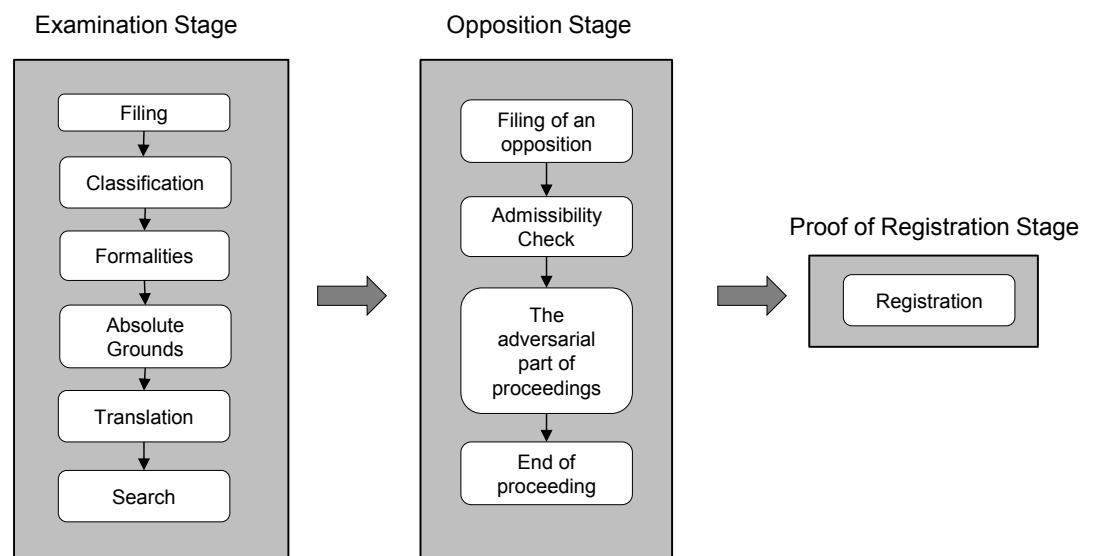 Examination Stage
Filing
Classification
Formalities
Absolute
Grounds
Translation
Search
Opposition Stage
Filing of an
opposition
Admissibility
Check
The
adversarial
part of
proceedings
End of
proceeding
Proof of Registration Stage
Registration